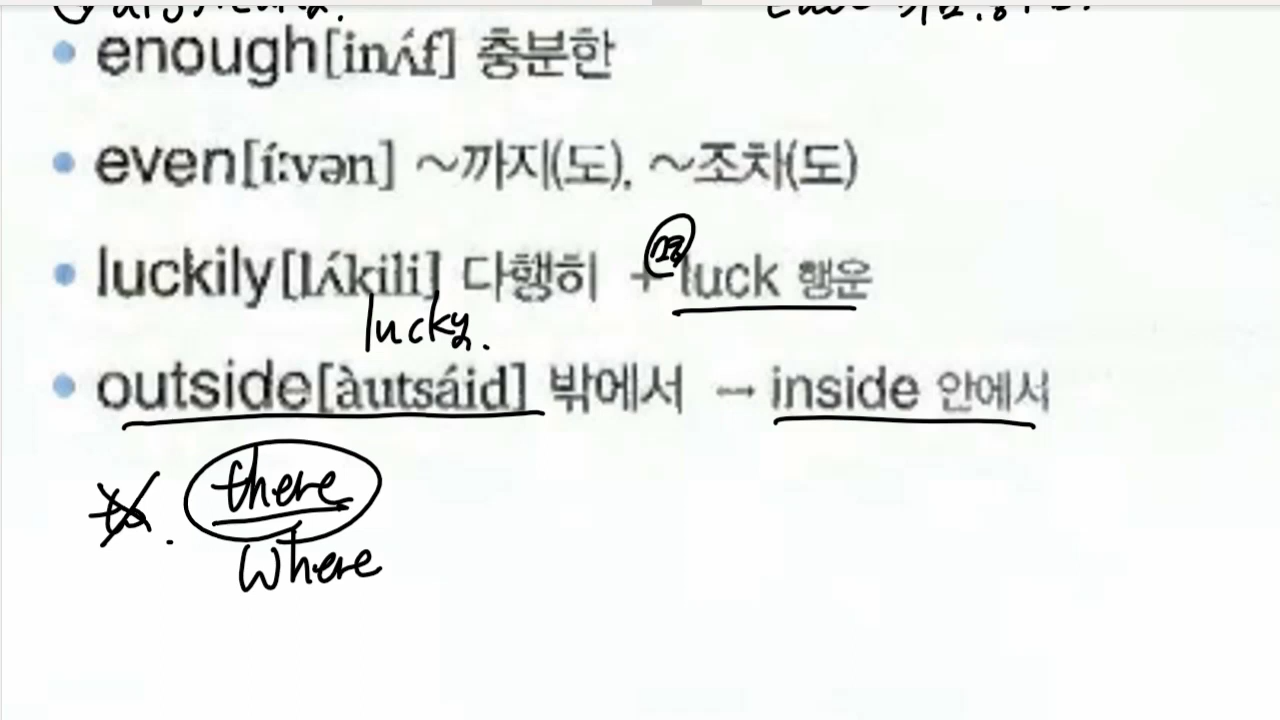 enough[inʌ́f] 충분한
even[íːvən] ~까지(도), ~조차(도)
luckily[lʌ́kili] 다행히 + luck 행운
lucky.
outside[àutsáid] 밖에서 → inside 안에서
to. there
where